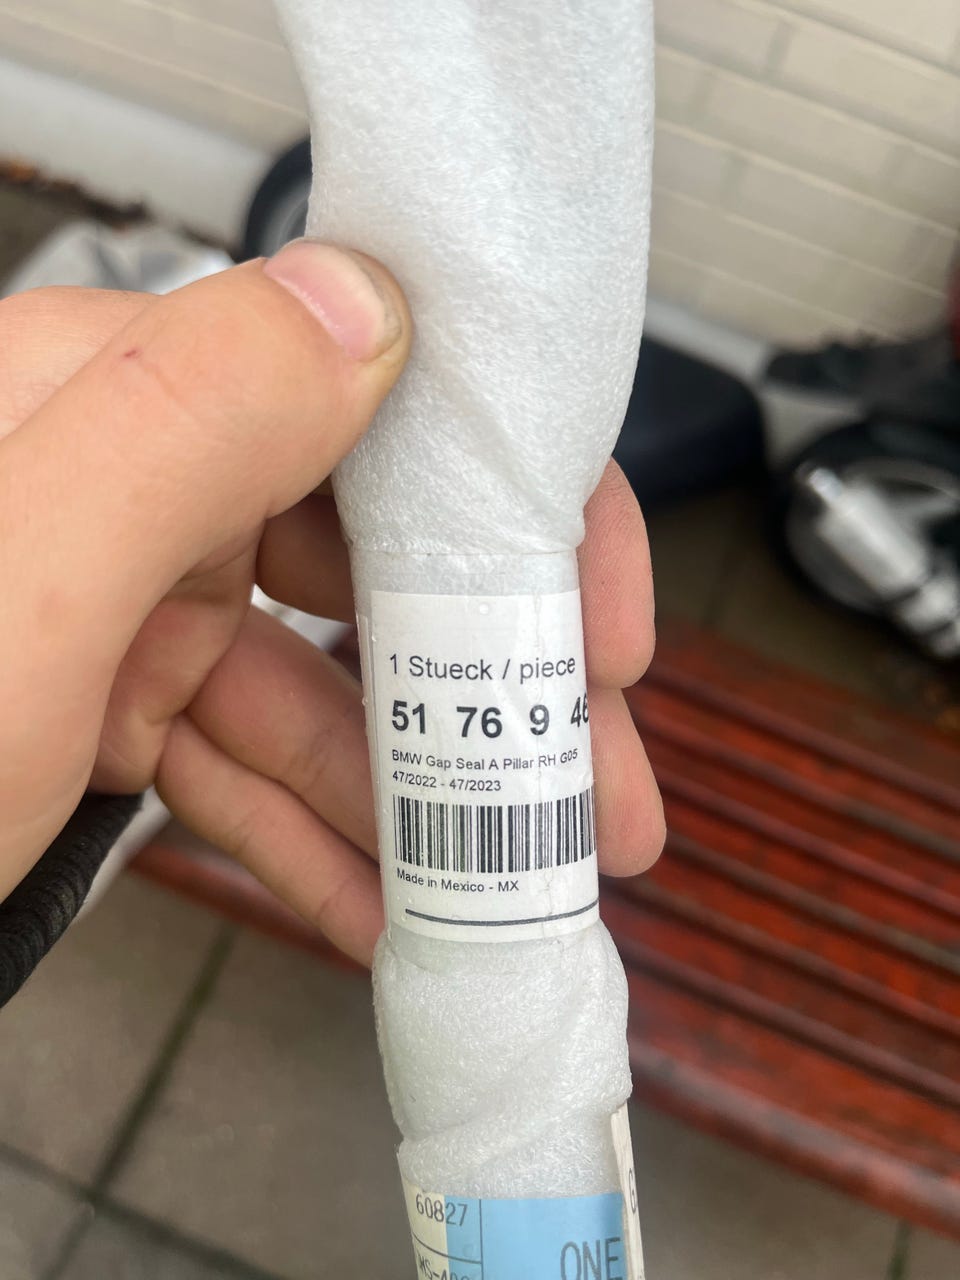 1 Stueck / piece
51 76 9 46
BMW Gap Seal A Pillar RH G05
47/2022 - 47/2023
Made in Mexico - MX
60827
ONE